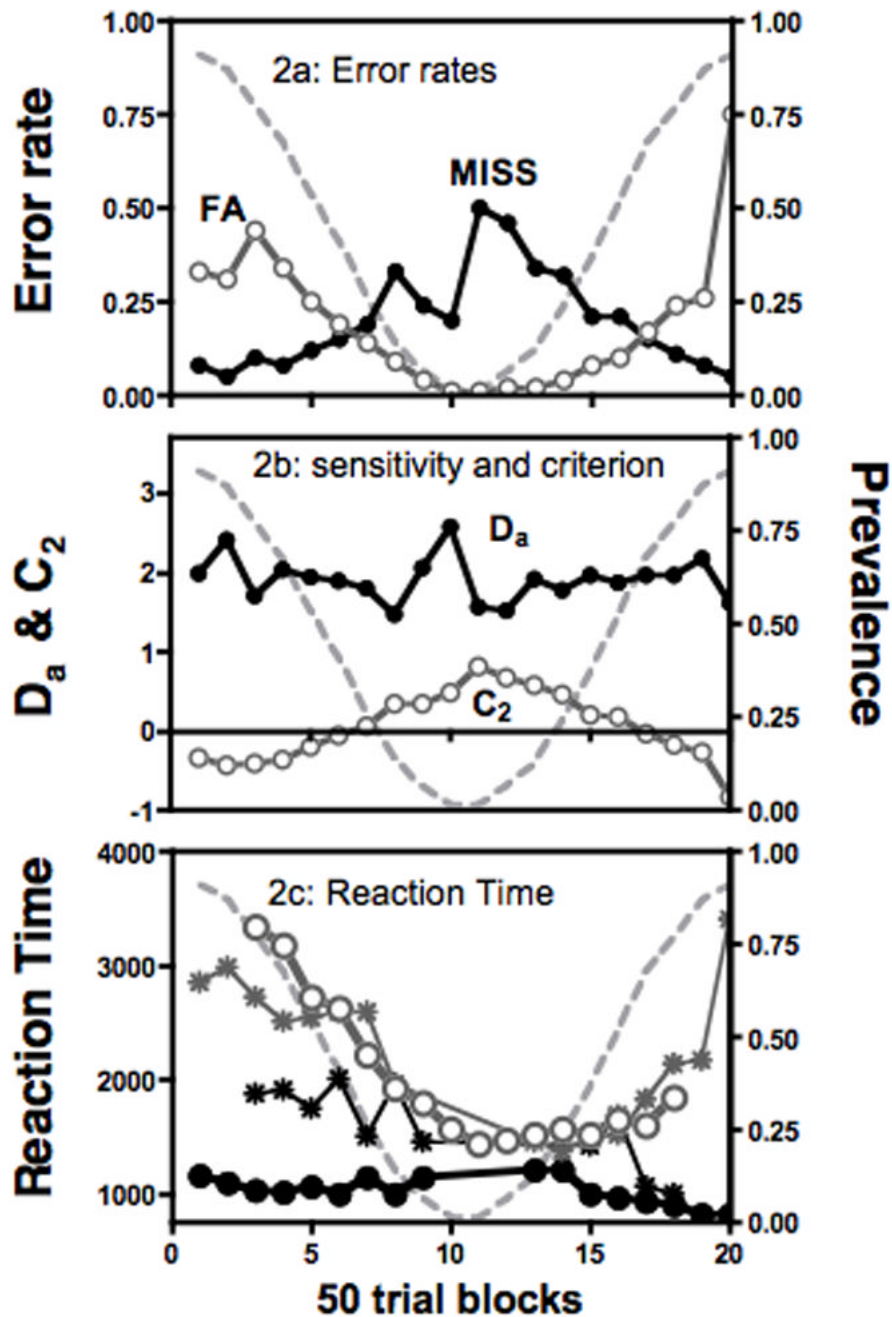 1.00
0.75
0.50
0.25
0.00
Error rate
2a: Error rates
FA
MISS
1.00
0.75
0.50
0.25
0.00
3
2
1
0
-1
Da & C2
2b: sensitivity and criterion
Da
C2
1.00
0.75
0.50
0.25
0.00
Prevalence
4000
3000
2000
1000
Reaction Time
2c: Reaction Time
1.00
0.75
0.50
0.25
0.00
0 5 10 15 20
50 trial blocks